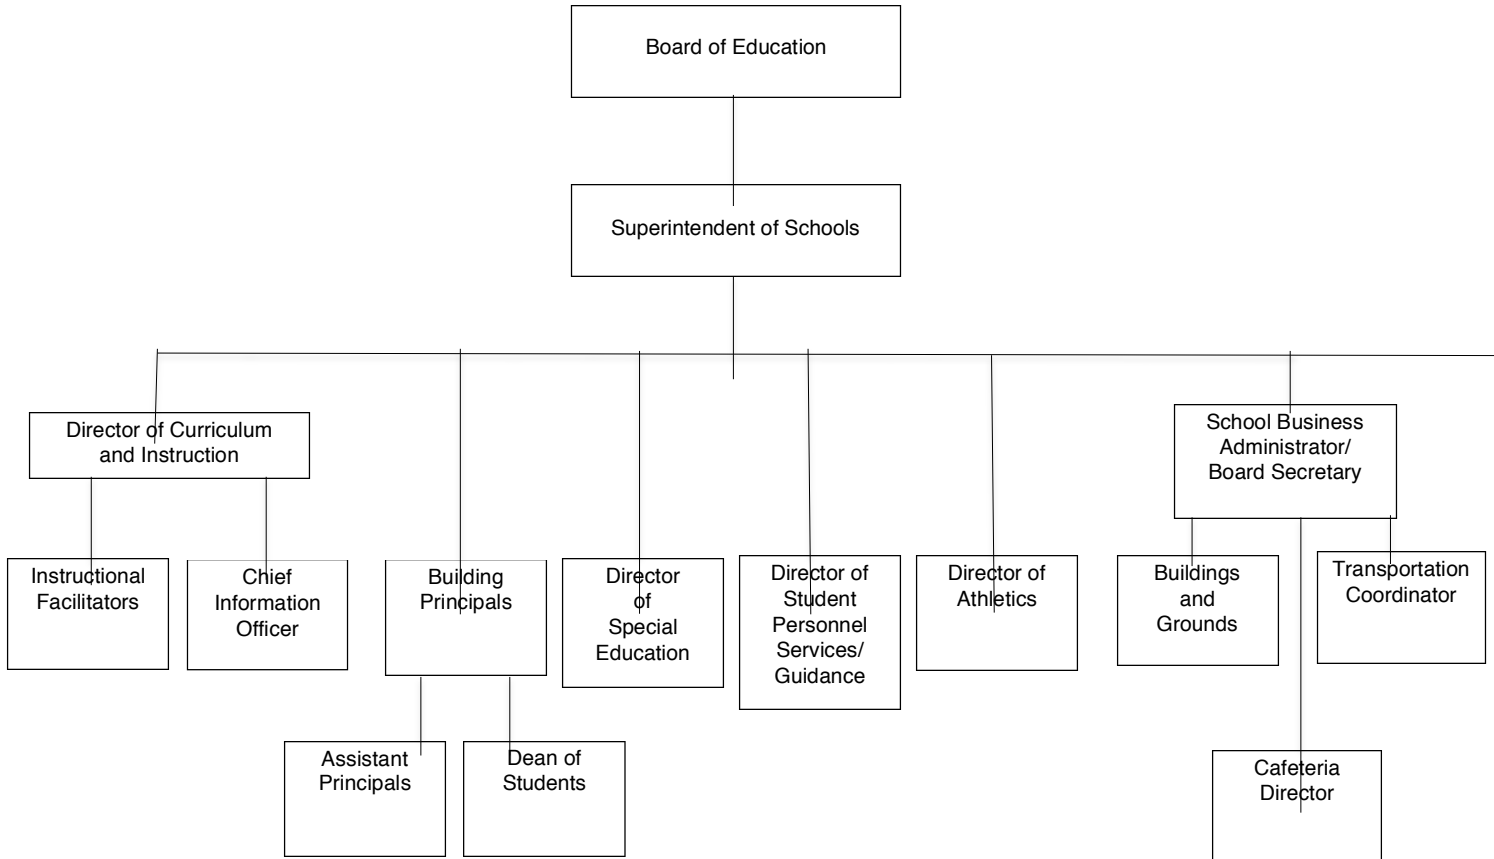 Board of Education
Superintendent of Schools
Director of Curriculum
and Instruction
School Business
Administrator/
Board Secretary
Instructional
Facilitators
Chief
Information
Officer
Building
Principals
Director
of
Special
Education
Director of
Student
Personnel
Services/
Guidance
Director of
Athletics
Buildings
and
Grounds
Transportation
Coordinator
Assistant
Principals
Dean of
Students
Cafeteria
Director